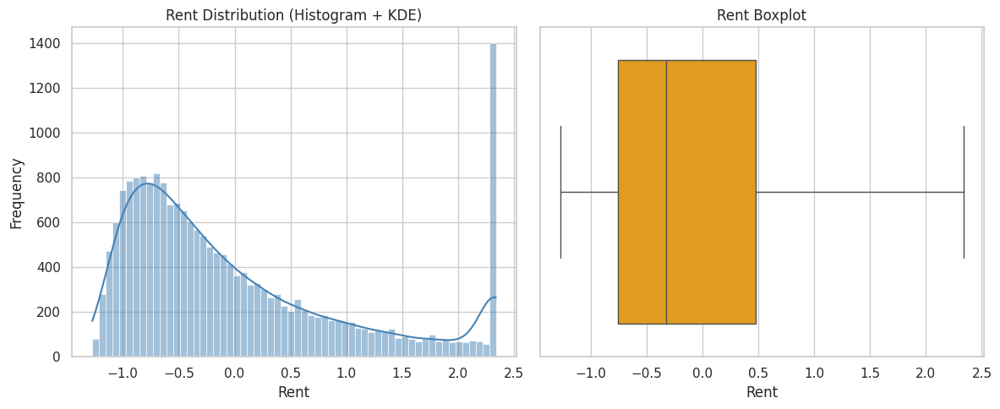 Rent Distribution (Histogram + KDE)
1400
1200
1000
800
600
400
200
0
Frequency
−1.0 −0.5 0.0 0.5 1.0 1.5 2.0 2.5
Rent
Rent Boxplot
−1.0 −0.5 0.0 0.5 1.0 1.5 2.0 2.5
Rent